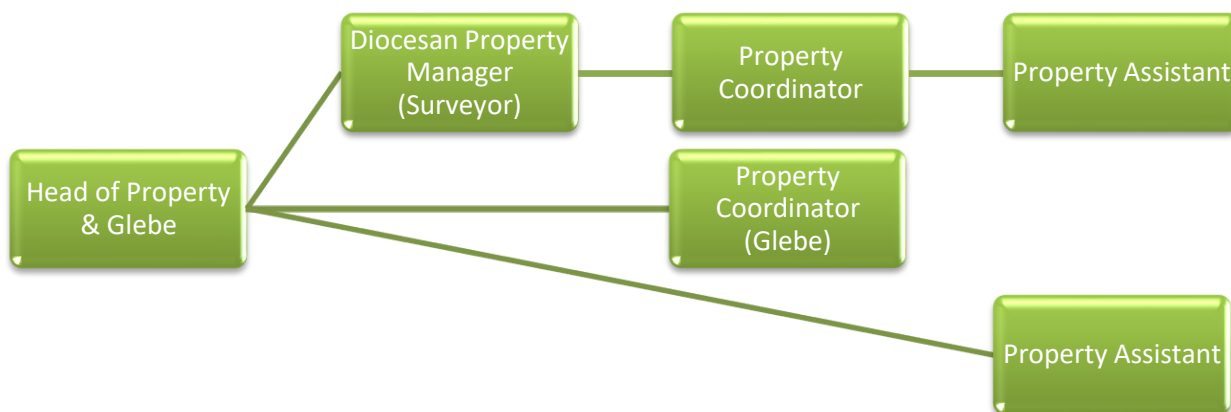 Diocesan Property
Manager
(Surveyor)
Property
Coordinator
Property Assistant
Head of Property
& Glebe
Property
Coordinator
(Glebe)
Property Assistant